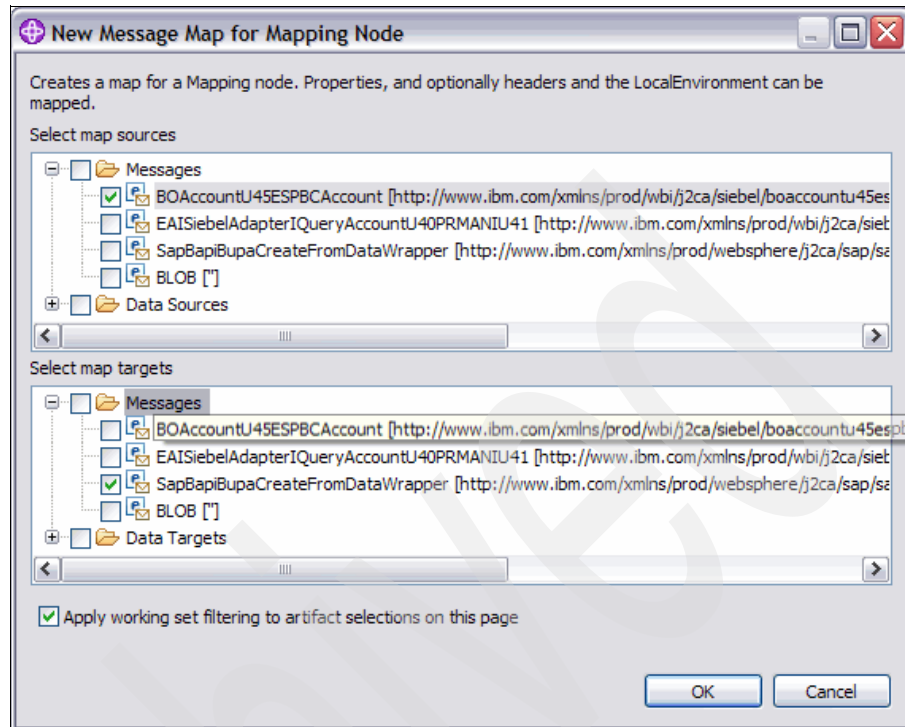 New Message Map for Mapping Node
Creates a map for a Mapping node. Properties, and optionally headers and the LocalEnvironment can be
mapped.
Select map sources
Messages
BOAccountU45ESPBCAccount [http://www.ibm.com/xmlns/prod/wbi/j2ca/siebel/boaccountu45es
EAISiebelAdapterIQueryAccountU40PRMANIU41 [http://www.ibm.com/xmlns/prod/wbi/j2ca/sieb
SapBapiBupaCreateFromDataWrapper [http://www.ibm.com/xmlns/prod/websphere/j2ca/sap/sa
BLOB ['']
Data Sources
Select map targets
Messages
BOAccountU45ESPBCAccount [http://www.ibm.com/xmlns/prod/wbi/j2ca/siebel/boaccountu45espb
EAISiebelAdapterIQueryAccountU40PRMANIU41 [http://www.ibm.com/xmlns/prod/wbi/j2ca/sieb
SapBapiBupaCreateFromDataWrapper [http://www.ibm.com/xmlns/prod/websphere/j2ca/sap/sa
BLOB ['']
Data Targets
Apply working set filtering to artifact selections on this page
OK
Cancel